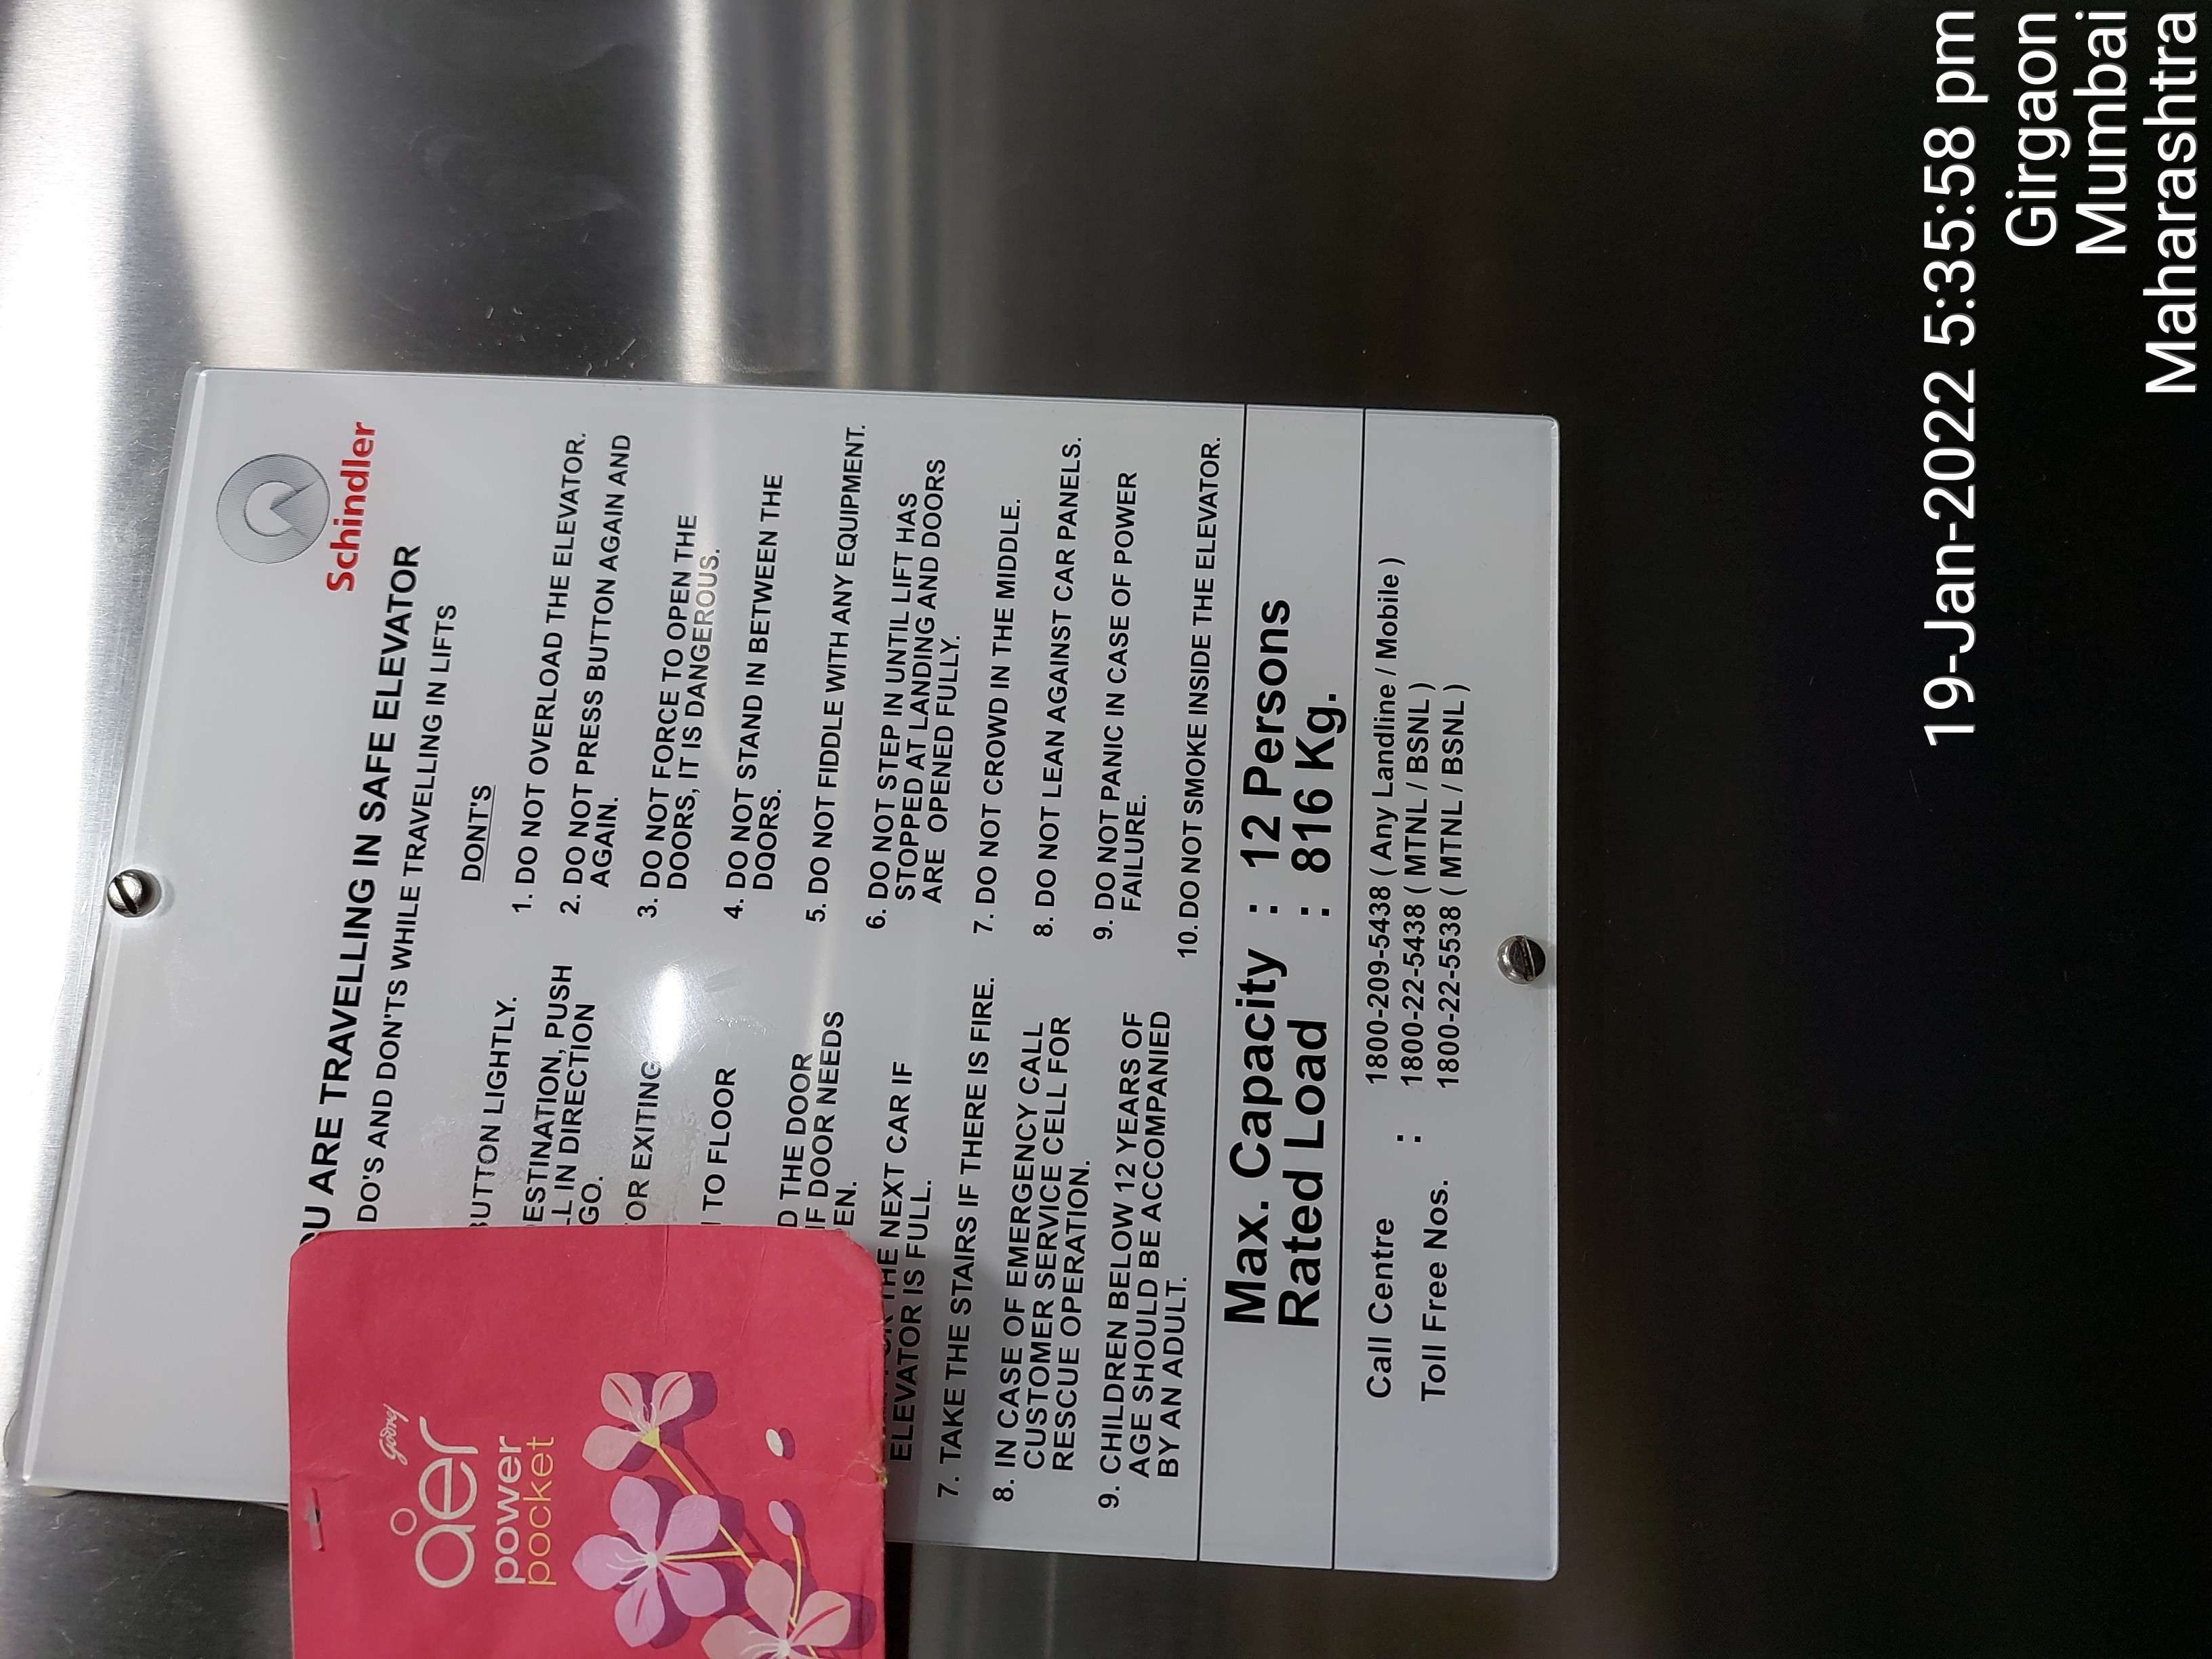 Schindler
YOU ARE TRAVELLING IN SAFE ELEVATOR
DO'S AND DON'TS WHILE TRAVELLING IN LIFTS
BUTTON LIGHTLY.
DESTINATION, PUSH
IN DIRECTION
GO.
OR EXITING
TO FLOOR
THE DOOR
IF DOOR NEEDS
THE NEXT CAR IF
ELEVATOR IS FULL.
7. TAKE THE STAIRS IF THERE IS FIRE.
8. IN CASE OF EMERGENCY CALL
CUSTOMER SERVICE CELL FOR
RESCUE OPERATION.
9. CHILDREN BELOW 12 YEARS OF
AGE SHOULD BE ACCOMPANIED
BY AN ADULT.
DONT'S
1. DO NOT OVERLOAD THE ELEVATOR.
2. DO NOT PRESS BUTTON AGAIN AND
AGAIN.
3. DO NOT FORCE TO OPEN THE
DOORS, IT IS DANGEROUS.
4. DO NOT STAND IN BETWEEN THE
DOORS.
5. DO NOT FIDDLE WITH ANY EQUIPMENT.
6. DO NOT STEP IN UNTIL LIFT HAS
STOPPED AT LANDING AND DOORS
ARE OPENED FULLY.
7. DO NOT CROWD IN THE MIDDLE.
8. DO NOT LEAN AGAINST CAR PANELS.
9. DO NOT PANIC IN CASE OF POWER
FAILURE.
10. DO NOT SMOKE INSIDE THE ELEVATOR.
Max. Capacity : 12 Persons
Rated Load : 816 Kg.
Call Centre 1800-209-5438 ( Any Landline / Mobile )
Toll Free Nos. : 1800-22-5438 ( MTNL / BSNL )
1800-22-5538 ( MTNL / BSNL )
Godrej
aer
power
pocket
19-Jan-2022 5:35:58 pm
Girgaon
Mumbai
Maharashtra